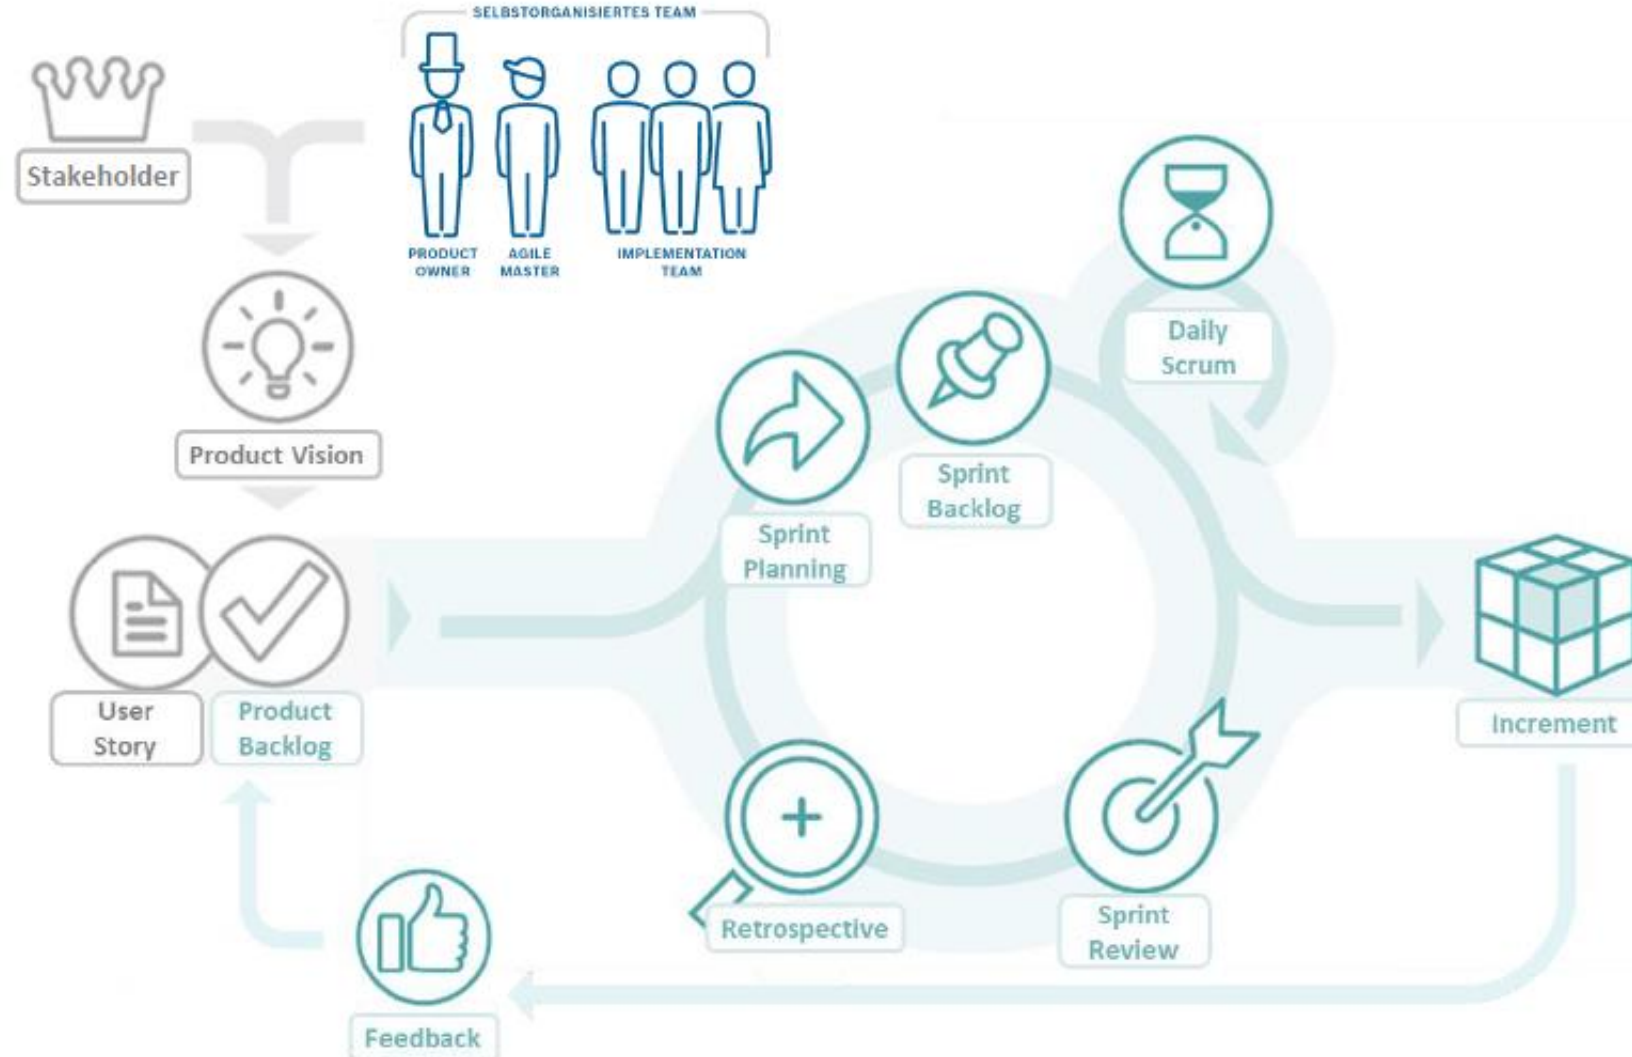 SELBSTORGANISIERTES TEAM
Stakeholder
PRODUCT
OWNER
AGILE
MASTER
IMPLEMENTATION
TEAM
Product Vision
Daily
Scrum
Sprint
Backlog
Sprint
Planning
User
Story
Product
Backlog
Increment
Retrospective
Sprint
Review
Feedback